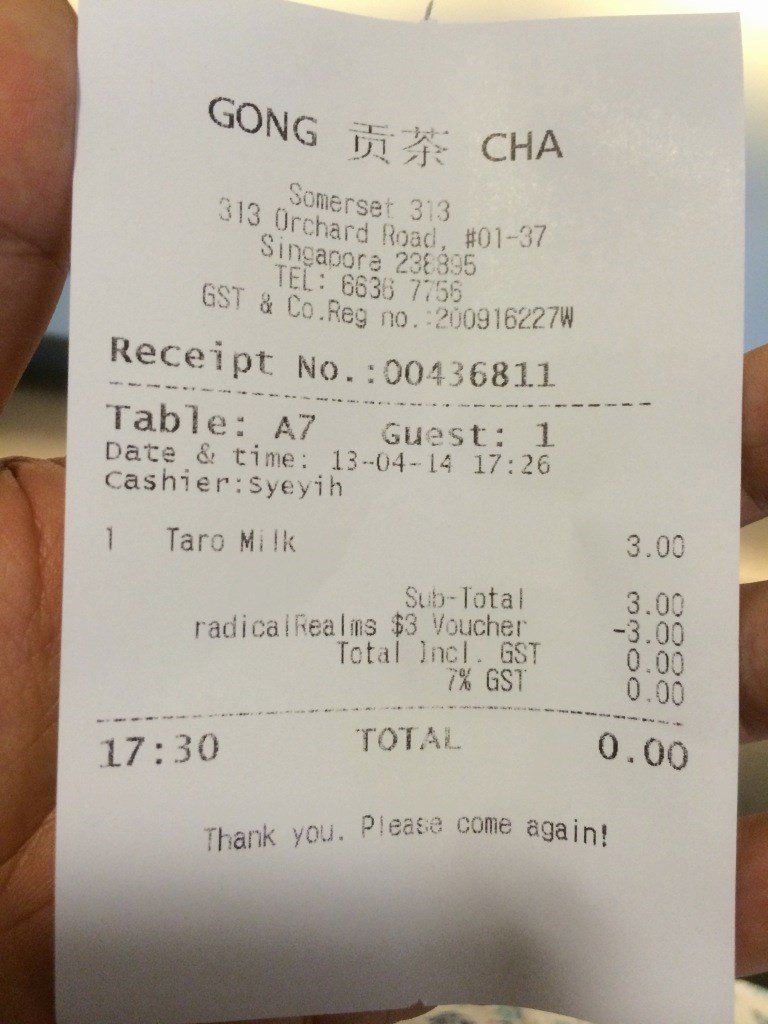 GONG 贡茶 CHA
Somerset 313
313 Orchard Road, #01-37
Singapore 238895
TEL: 6636 7756
GST & Co.Reg no.:200916227W
Receipt No.:00436811
Table: A7 Guest: 1
Date & time: 13-04-14 17:26
Cashier:Syeyih
1 Taro Milk 3.00
Sub-Total 3.00
radicalRealms $3 Voucher -3.00
Total Incl. GST 0.00
7% GST 0.00
17:30 TOTAL 0.00
Thank you. Please come again!